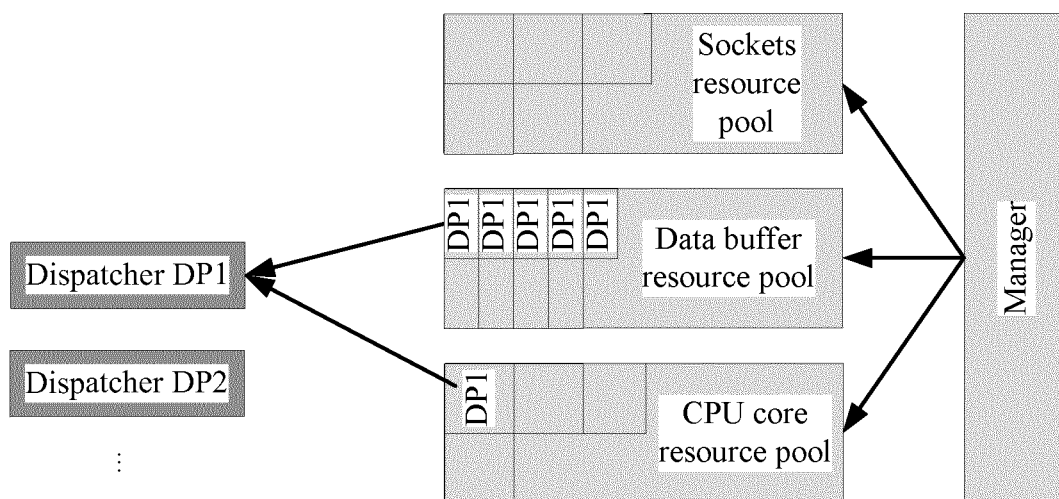 Sockets
resource
pool
DP1 DP1 DP1 DP1 DP1
Data buffer
resource pool
Dispatcher DP1
Manager
Dispatcher DP2
DP1
CPU core
resource pool
⋮